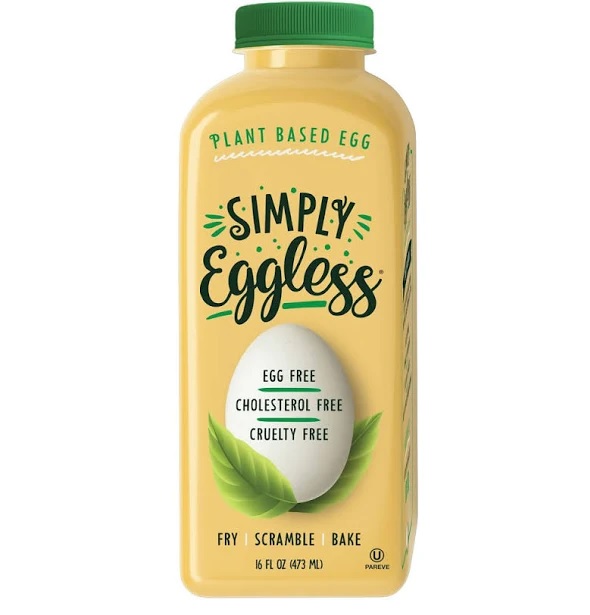 PLANT BASED EGG
SIMPLY
Eggless®
EGG FREE
CHOLESTEROL FREE
CRUELTY FREE
FRY | SCRAMBLE | BAKE
16 FL OZ (473 ML)
U
PAREVE